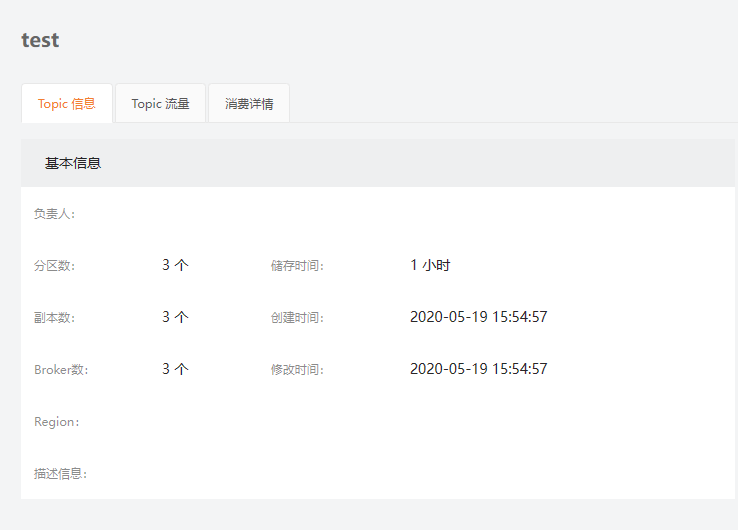 test
Topic 信息 Topic 流量 消费详情
基本信息
负责人：
分区数： 3 个 储存时间： 1 小时
副本数： 3 个 创建时间： 2020-05-19 15:54:57
Broker数： 3 个 修改时间： 2020-05-19 15:54:57
Region：
描述信息：